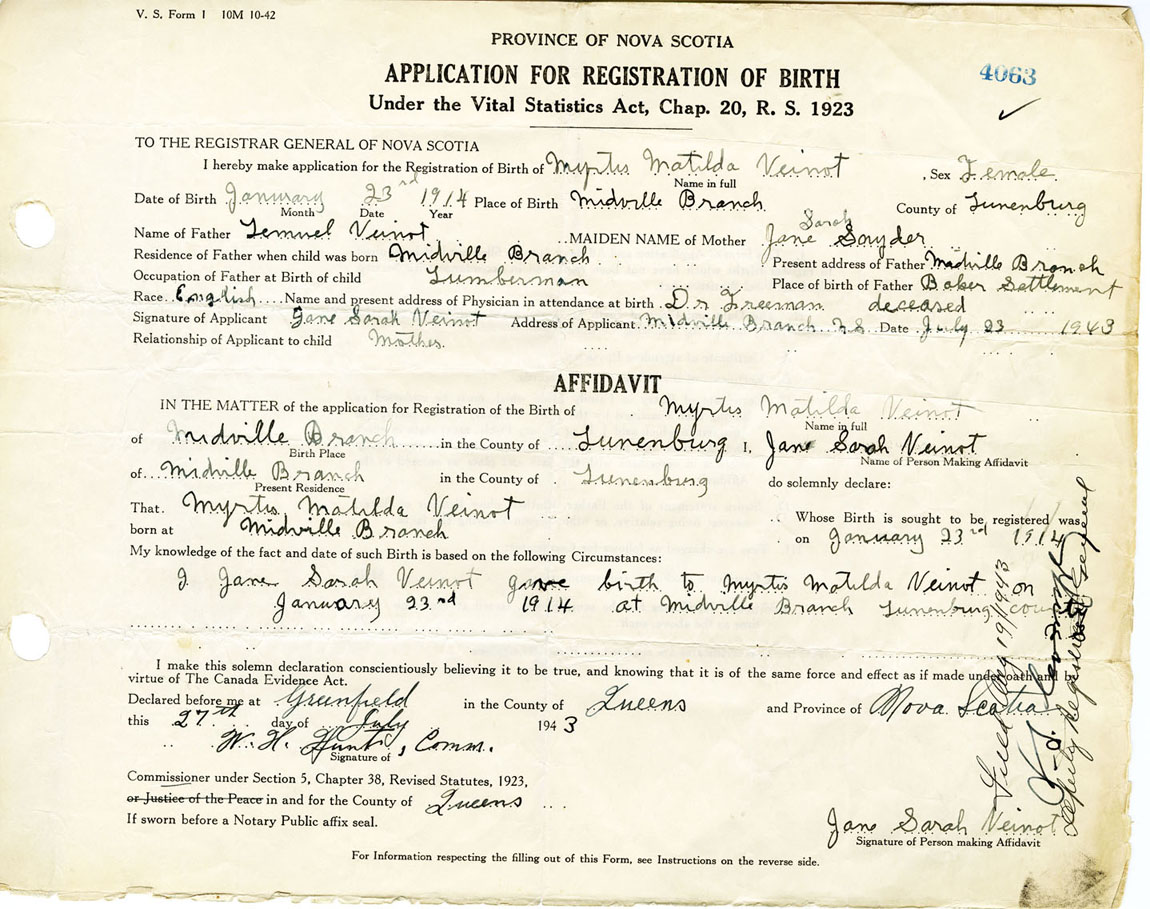 V. S. Form 1 10M 10-42
PROVINCE OF NOVA SCOTIA
4063
APPLICATION FOR REGISTRATION OF BIRTH
Under the Vital Statistics Act, Chap. 20, R. S. 1923
TO THE REGISTRAR GENERAL OF NOVA SCOTIA
I hereby make application for the Registration of Birth of Myrtis Matilda Veinot, Sex Female
Name in full
Date of Birth January 23rd 1914 Place of Birth Midville Branch County of Lunenburg
Month Date Year
Sarah
Name of Father Lemuel Veinot MAIDEN NAME of Mother Jane Snyder
Residence of Father when child was born Midville Branch Present address of Father Midville Branch
Occupation of Father at Birth of child Lumberman Place of birth of Father Baker Settlement
Race English Name and present address of Physician in attendance at birth Dr Freeman deceased
Signature of Applicant Jane Sarah Veinot Address of Applicant Midville Branch N.S. Date July 23 1943
Relationship of Applicant to child Mother
AFFIDAVIT
IN THE MATTER of the application for Registration of the Birth of Myrtis Matilda Veinot
Name in full
of Midville Branch in the County of Lunenburg I, Jane Sarah Veinot
Birth Place Name of Person Making Affidavit
of Midville Branch in the County of Lunenburg do solemnly declare:
Present Residence
That Myrtis Matilda Veinot Whose Birth is sought to be registered was
born at Midville Branch on January 23rd 1914
My knowledge of the fact and date of such Birth is based on the following Circumstances:
I Jane Sarah Veinot gave birth to Myrtis Matilda Veinot on
January 23rd 1914 at Midville Branch Lunenburg county
I make this solemn declaration conscientiously believing it to be true, and knowing that it is of the same force and effect as if made under oath and by
virtue of The Canada Evidence Act.
Declared before me at Greenfield in the County of Queens and Province of Nova Scotia
this 27th day of July 1943
W. H. Hunt, Comm.
Signature of
Commissioner under Section 5, Chapter 38, Revised Statutes, 1923,
or Justice of the Peace in and for the County of Queens
If sworn before a Notary Public affix seal.
Jane Sarah Veinot
Signature of Person making Affidavit
For Information respecting the filling out of this Form, see Instructions on the reverse side.
Filed Aug 19/1943
Deputy Registrar General